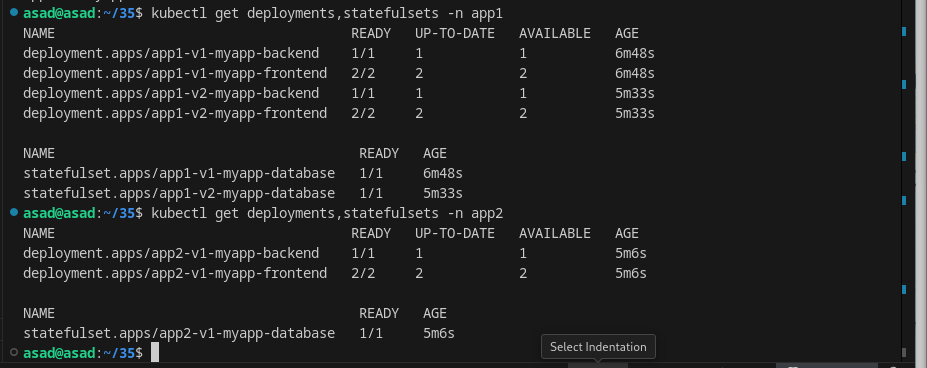 asad@asad:~/35$ kubectl get deployments,statefulsets -n app1
NAME READY UP-TO-DATE AVAILABLE AGE
deployment.apps/app1-v1-myapp-backend 1/1 1 1 6m48s
deployment.apps/app1-v1-myapp-frontend 2/2 2 2 6m48s
deployment.apps/app1-v2-myapp-backend 1/1 1 1 5m33s
deployment.apps/app1-v2-myapp-frontend 2/2 2 2 5m33s
NAME READY AGE
statefulset.apps/app1-v1-myapp-database 1/1 6m48s
statefulset.apps/app1-v2-myapp-database 1/1 5m33s
asad@asad:~/35$ kubectl get deployments,statefulsets -n app2
NAME READY UP-TO-DATE AVAILABLE AGE
deployment.apps/app2-v1-myapp-backend 1/1 1 1 5m6s
deployment.apps/app2-v1-myapp-frontend 2/2 2 2 5m6s
NAME READY AGE
statefulset.apps/app2-v1-myapp-database 1/1 5m6s
asad@asad:~/35$
Select Indentation